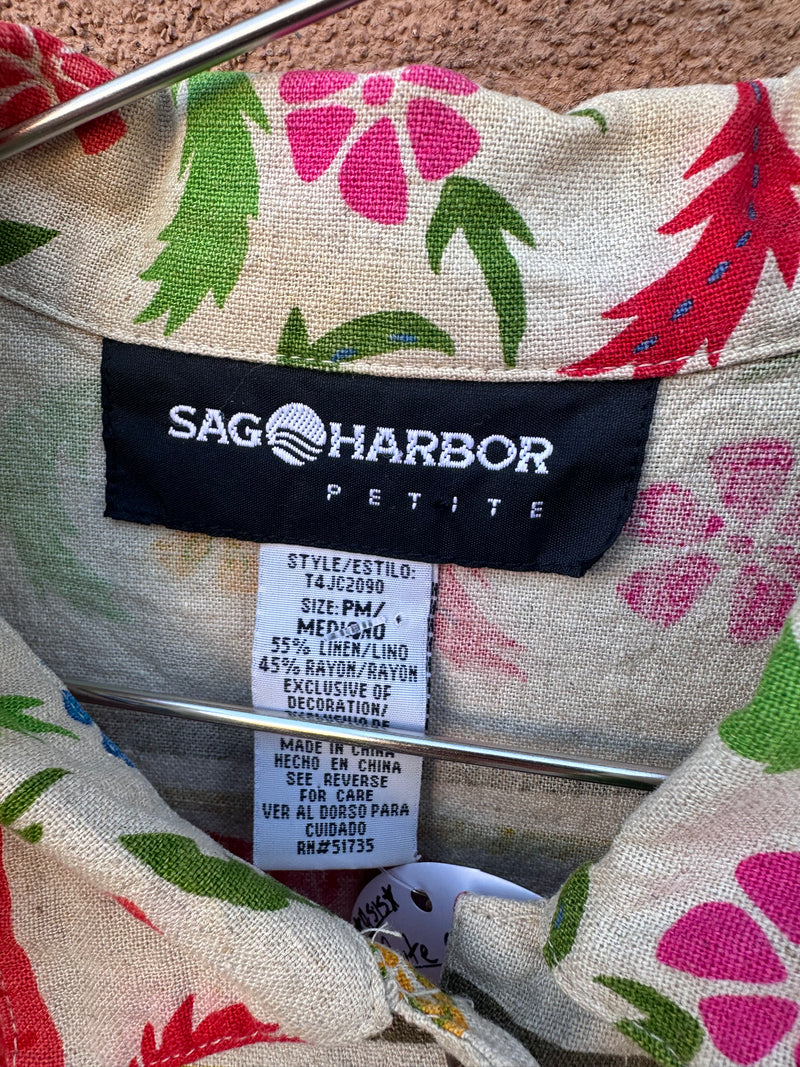 SAG HARBOR
PETITE
STYLE/ESTILO:
T4JC2090
SIZE: PM/
MEDIONO
55% LINEN/LINO
45% RAYON/RAYON
EXCLUSIVE OF
DECORATION/
MADE IN CHINA
HECHO EN CHINA
SEE REVERSE
FOR CARE
VER AL DORSO PARA
CUIDADO
RN#51735